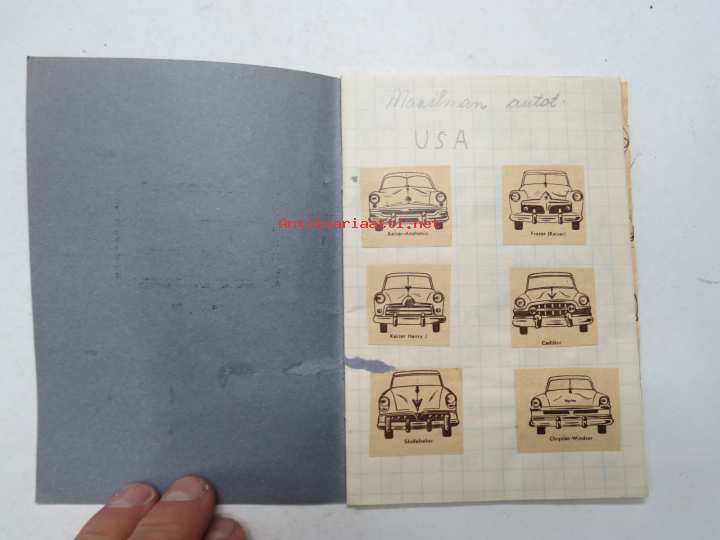 Maailman autot.
USA
Antikvariaatti.net
Kaiser-Anatomic
Frazer (Kaiser)
Kaiser Henry J
Cadillac
Studebaker
Chrysler-Windsor